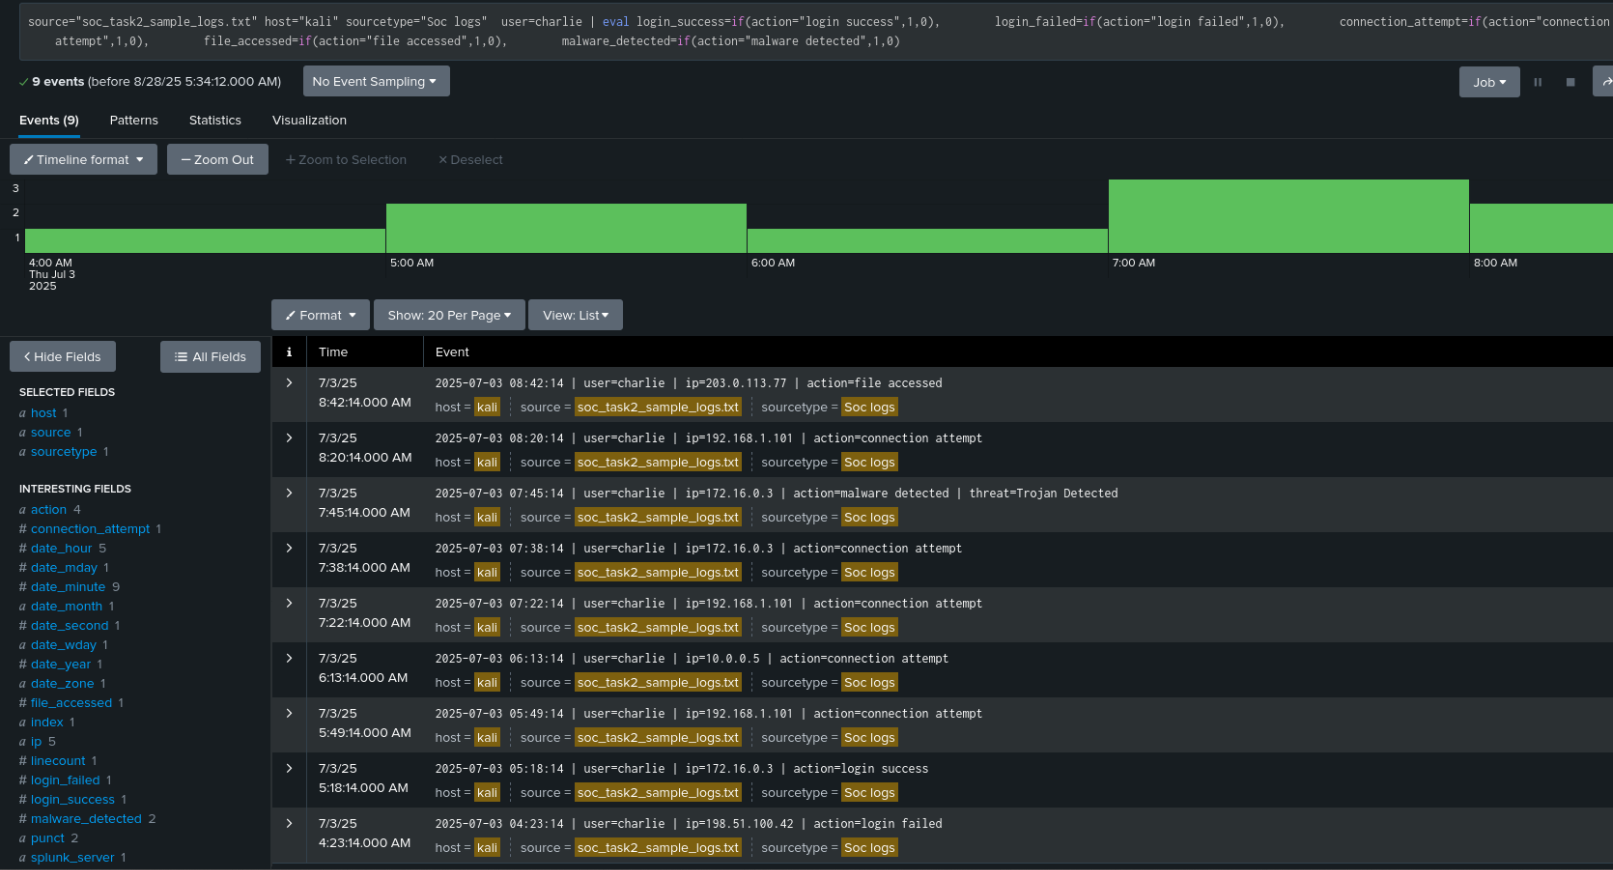 source="soc_task2_sample_logs.txt" host="kali" sourcetype="Soc logs" user=charlie | eval login_success=if(action="login success",1,0), login_failed=if(action="login failed",1,0), connection_attempt=if(action="connection
attempt",1,0), file_accessed=if(action="file accessed",1,0), malware_detected=if(action="malware detected",1,0)
9 events (before 8/28/25 5:34:12.000 AM) No Event Sampling Job
Events (9) Patterns Statistics Visualization
Timeline format Zoom Out Zoom to Selection Deselect
3
2
1
4:00 AM 5:00 AM 6:00 AM 7:00 AM 8:00 AM
Thu Jul 3
2025
Format Show: 20 Per Page View: List
Hide Fields All Fields
SELECTED FIELDS
a host 1
a source 1
a sourcetype 1
INTERESTING FIELDS
a action 4
# connection_attempt 1
# date_hour 5
# date_mday 1
# date_minute 9
a date_month 1
# date_second 1
a date_wday 1
# date_year 1
a date_zone 1
# file_accessed 1
a index 1
a ip 5
# linecount 1
# login_failed 1
# login_success 1
# malware_detected 2
a punct 2
a splunk_server 1
i Time Event
7/3/25 2025-07-03 08:42:14 | user=charlie | ip=203.0.113.77 | action=file accessed
8:42:14.000 AM host = kali source = soc_task2_sample_logs.txt sourcetype = Soc logs
7/3/25 2025-07-03 08:20:14 | user=charlie | ip=192.168.1.101 | action=connection attempt
8:20:14.000 AM host = kali source = soc_task2_sample_logs.txt sourcetype = Soc logs
7/3/25 2025-07-03 07:45:14 | user=charlie | ip=172.16.0.3 | action=malware detected | threat=Trojan Detected
7:45:14.000 AM host = kali source = soc_task2_sample_logs.txt sourcetype = Soc logs
7/3/25 2025-07-03 07:38:14 | user=charlie | ip=172.16.0.3 | action=connection attempt
7:38:14.000 AM host = kali source = soc_task2_sample_logs.txt sourcetype = Soc logs
7/3/25 2025-07-03 07:22:14 | user=charlie | ip=192.168.1.101 | action=connection attempt
7:22:14.000 AM host = kali source = soc_task2_sample_logs.txt sourcetype = Soc logs
7/3/25 2025-07-03 06:13:14 | user=charlie | ip=10.0.0.5 | action=connection attempt
6:13:14.000 AM host = kali source = soc_task2_sample_logs.txt sourcetype = Soc logs
7/3/25 2025-07-03 05:49:14 | user=charlie | ip=192.168.1.101 | action=connection attempt
5:49:14.000 AM host = kali source = soc_task2_sample_logs.txt sourcetype = Soc logs
7/3/25 2025-07-03 05:18:14 | user=charlie | ip=172.16.0.3 | action=login success
5:18:14.000 AM host = kali source = soc_task2_sample_logs.txt sourcetype = Soc logs
7/3/25 2025-07-03 04:23:14 | user=charlie | ip=198.51.100.42 | action=login failed
4:23:14.000 AM host = kali source = soc_task2_sample_logs.txt sourcetype = Soc logs